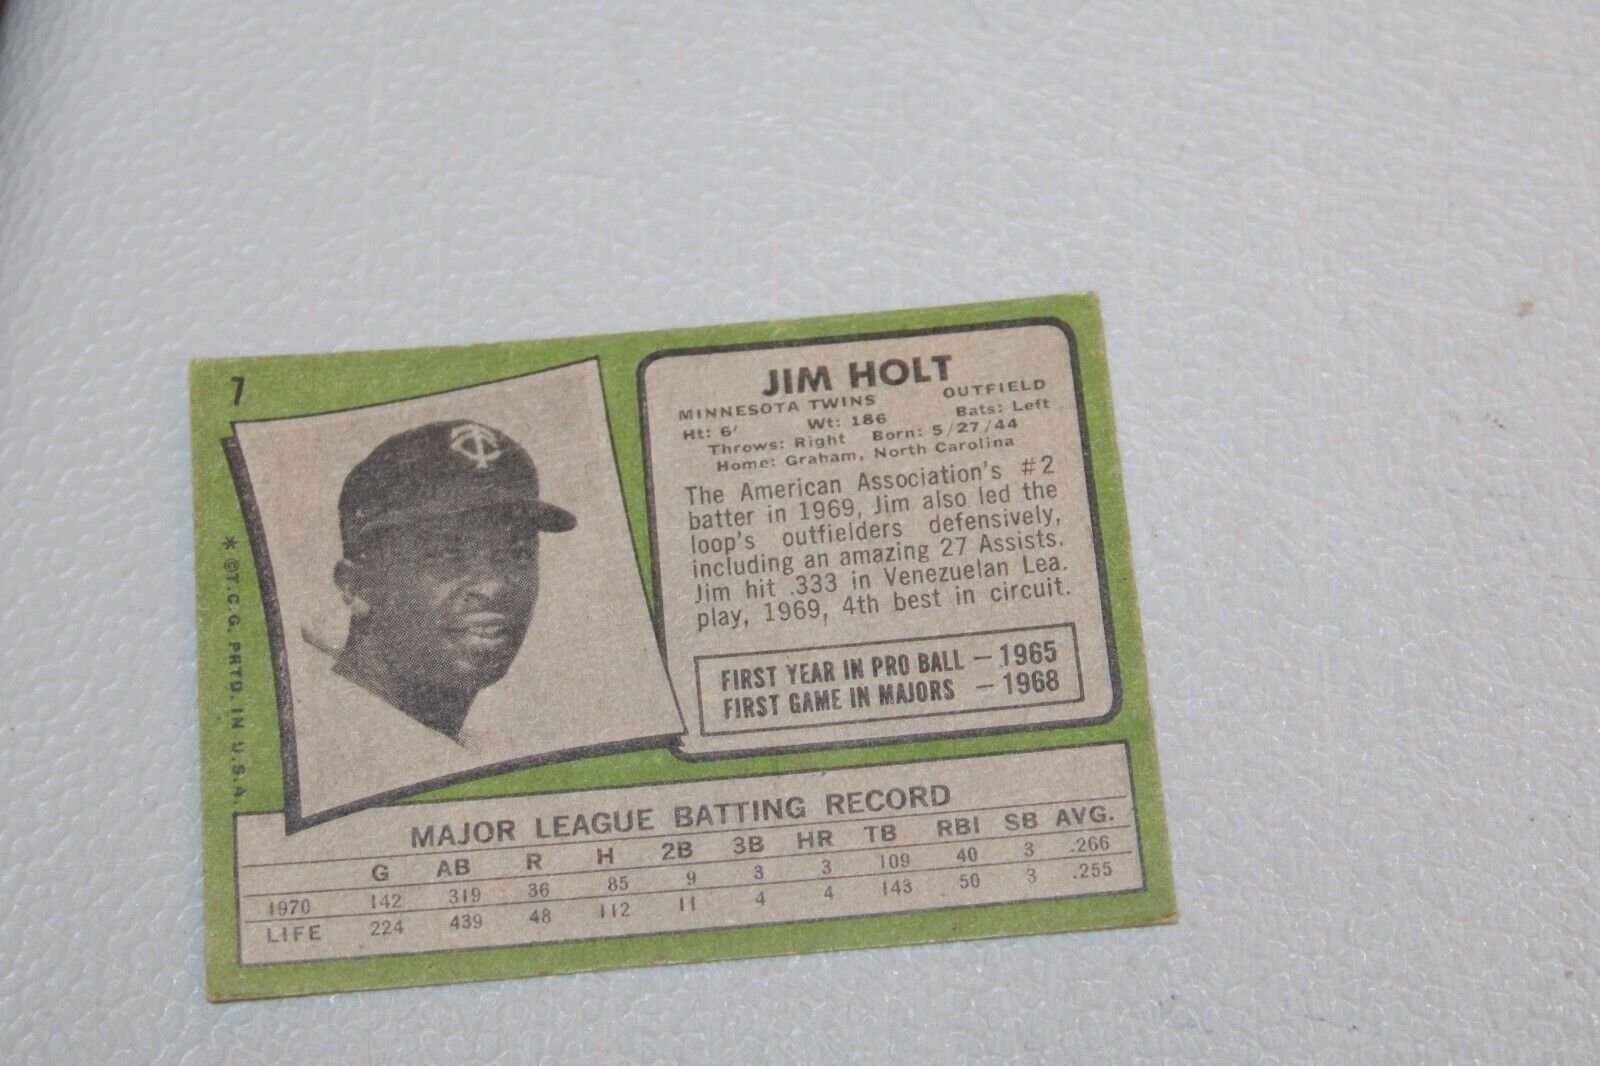 7
TC
* ©T.C.G. PRTD. IN U.S.A.
JIM HOLT
MINNESOTA TWINS OUTFIELD
Ht: 6' Wt: 186 Bats: Left
Throws: Right Born: 5/27/44
Home: Graham, North Carolina
The American Association's #2
batter in 1969, Jim also led the
loop's outfielders defensively,
including an amazing 27 Assists.
Jim hit .333 in Venezuelan Lea.
play, 1969, 4th best in circuit.
FIRST YEAR IN PRO BALL — 1965
FIRST GAME IN MAJORS — 1968
MAJOR LEAGUE BATTING RECORD
G AB R H 2B 3B HR TB RBI SB AVG.
1970 142 319 36 85 9 3 3 109 40 3 .266
LIFE 224 439 48 112 11 4 4 143 50 3 .255